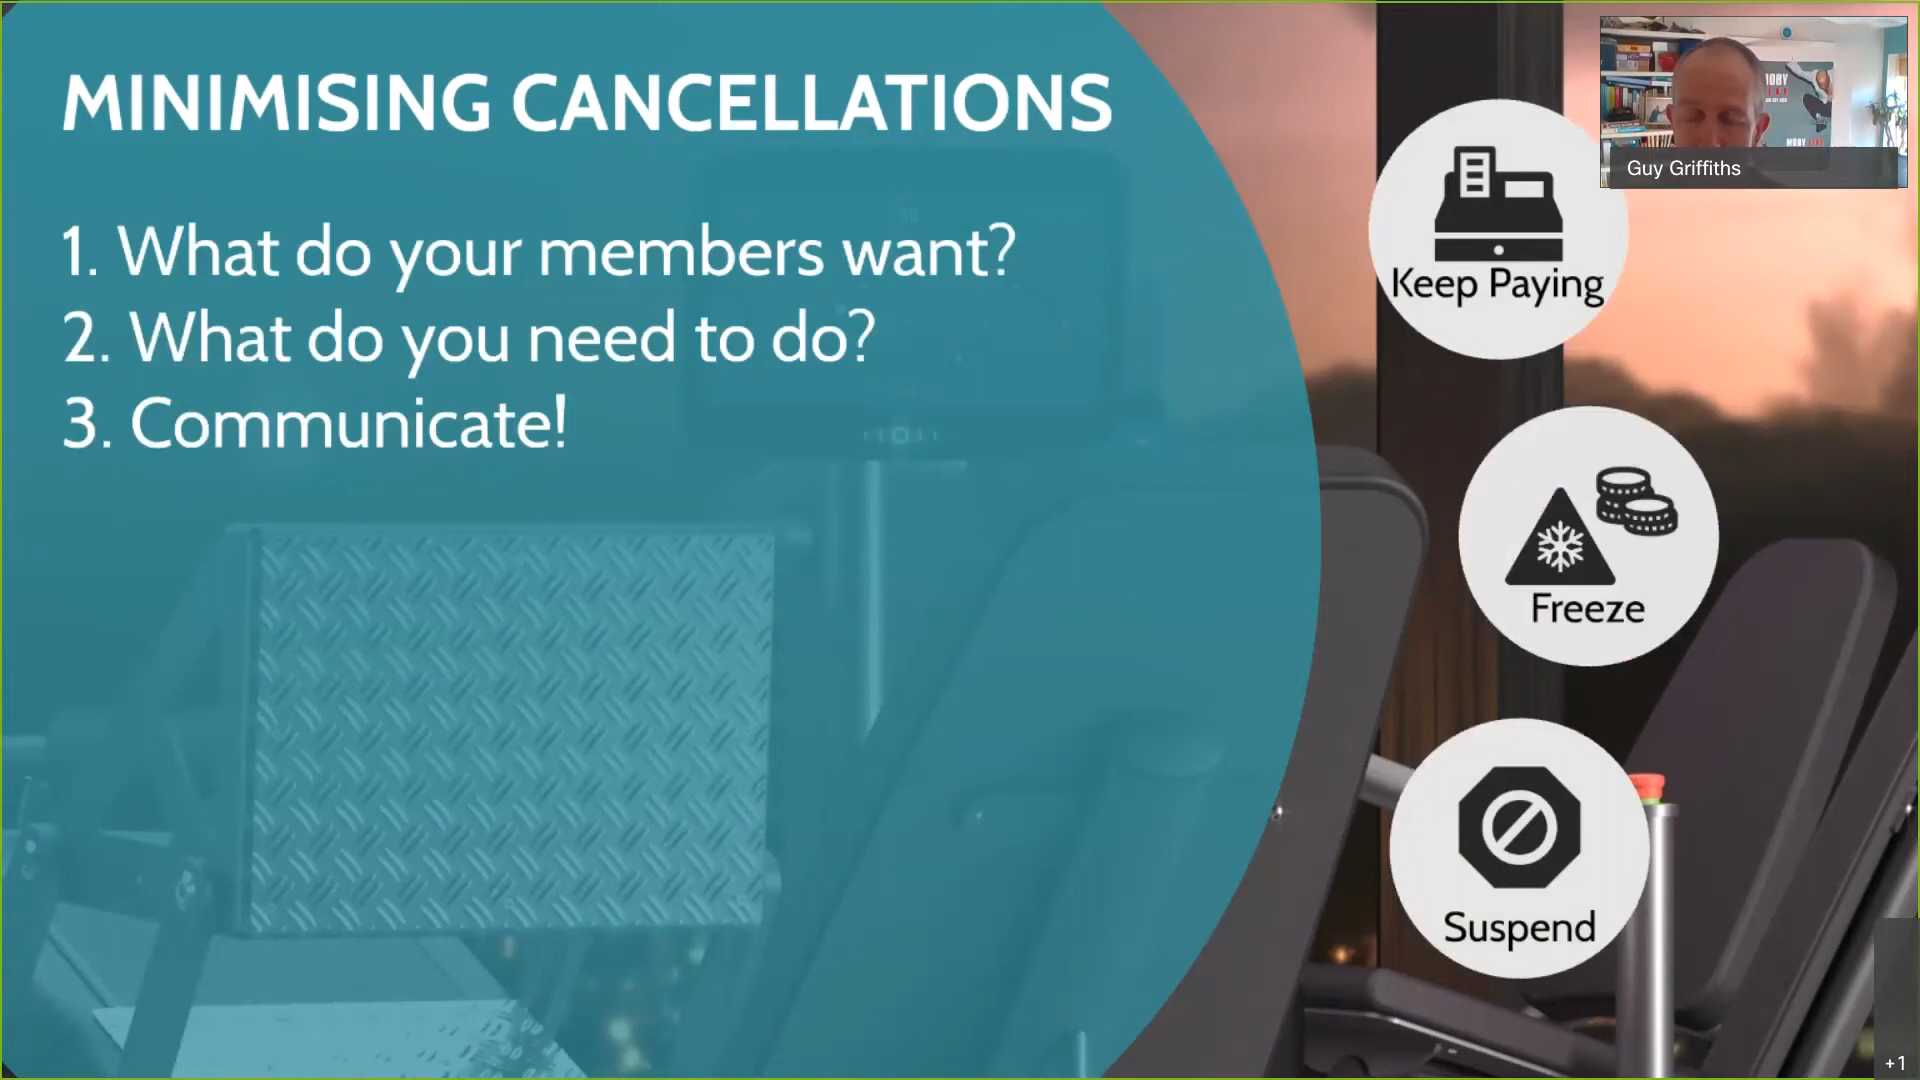 MINIMISING CANCELLATIONS
1. What do your members want?
2. What do you need to do?
3. Communicate!
Keep Paying
Freeze
Suspend
MOBY
Guy Griffiths
+1